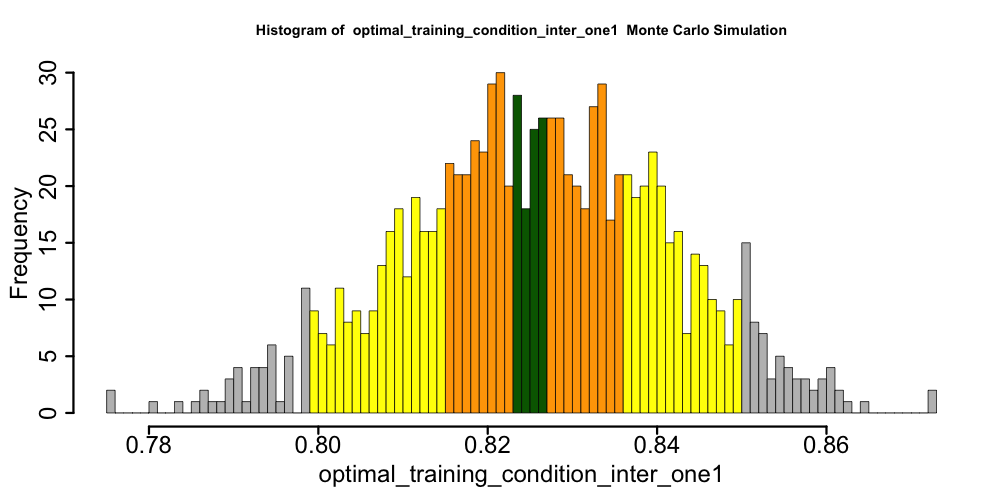 Histogram of  optimal_training_condition_inter_one1  Monte Carlo Simulation
Frequency
30
25
20
15
10
5
0
0.78 0.80 0.82 0.84 0.86
optimal_training_condition_inter_one1